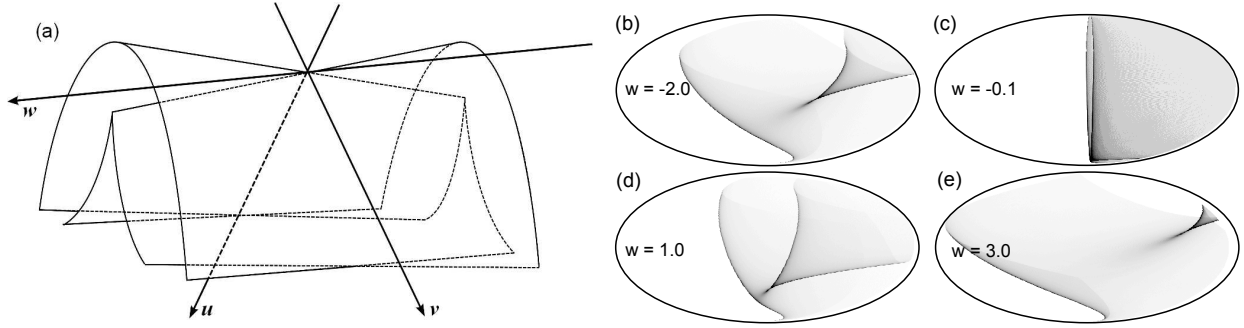 (a)
w
u
v
(b)
w = -2.0
(c)
w = -0.1
(d)
w = 1.0
(e)
w = 3.0